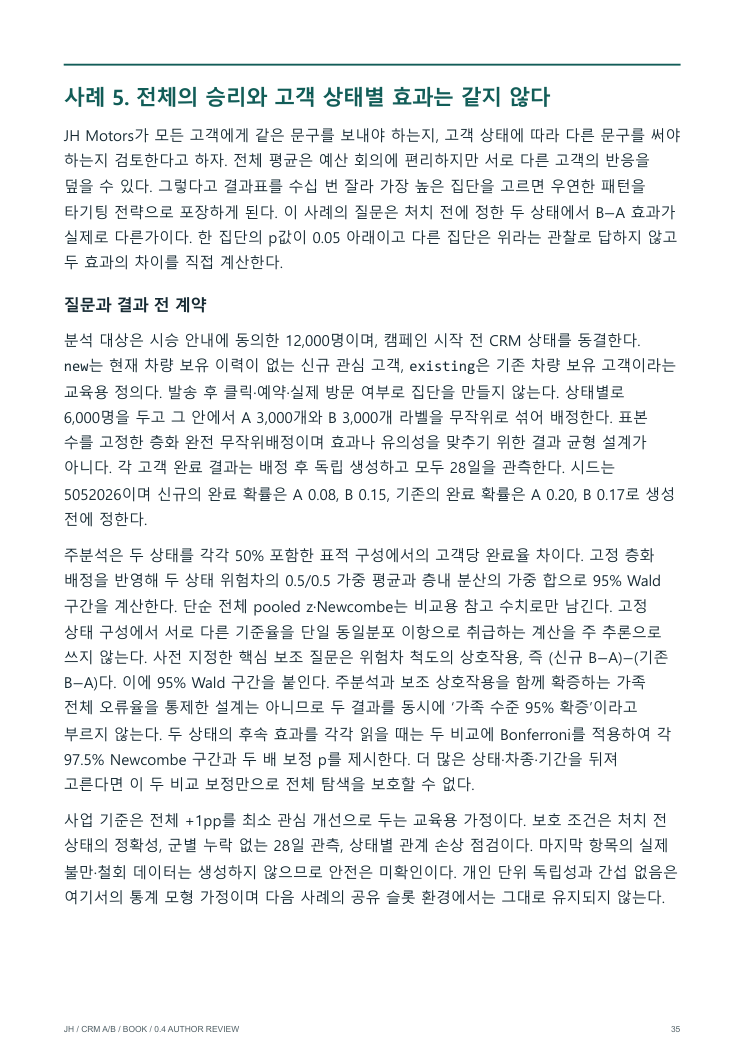 사례 5. 전체의 승리와 고객 상태별 효과는 같지 않다
JH Motors가 모든 고객에게 같은 문구를 보내야 하는지, 고객 상태에 따라 다른 문구를 써야
하는지 검토한다고 하자. 전체 평균은 예산 회의에 편리하지만 서로 다른 고객의 반응을
덮을 수 있다. 그렇다고 결과표를 수십 번 잘라 가장 높은 집단을 고르면 우연한 패턴을
타기팅 전략으로 포장하게 된다. 이 사례의 질문은 처치 전에 정한 두 상태에서 B−A 효과가
실제로 다른가이다. 한 집단의 p값이 0.05 아래이고 다른 집단은 위라는 관찰로 답하지 않고
두 효과의 차이를 직접 계산한다.
질문과 결과 전 계약
분석 대상은 시승 안내에 동의한 12,000명이며, 캠페인 시작 전 CRM 상태를 동결한다.
new는 현재 차량 보유 이력이 없는 신규 관심 고객, existing은 기존 차량 보유 고객이라는
교육용 정의다. 발송 후 클릭·예약·실제 방문 여부로 집단을 만들지 않는다. 상태별로
6,000명을 두고 그 안에서 A 3,000개와 B 3,000개 라벨을 무작위로 섞어 배정한다. 표본
수를 고정한 층화 완전 무작위배정이며 효과나 유의성을 맞추기 위한 결과 균형 설계가
아니다. 각 고객 완료 결과는 배정 후 독립 생성하고 모두 28일을 관측한다. 시드는
5052026이며 신규의 완료 확률은 A 0.08, B 0.15, 기존의 완료 확률은 A 0.20, B 0.17로 생성
전에 정한다.
주분석은 두 상태를 각각 50% 포함한 표적 구성에서의 고객당 완료율 차이다. 고정 층화
배정을 반영해 두 상태 위험차의 0.5/0.5 가중 평균과 층내 분산의 가중 합으로 95% Wald
구간을 계산한다. 단순 전체 pooled z·Newcombe는 비교용 참고 수치로만 남긴다. 고정
상태 구성에서 서로 다른 기준율을 단일 동일분포 이항으로 취급하는 계산을 주 추론으로
쓰지 않는다. 사전 지정한 핵심 보조 질문은 위험차 척도의 상호작용, 즉 (신규 B−A)−(기존
B−A)다. 이에 95% Wald 구간을 붙인다. 주분석과 보조 상호작용을 함께 확증하는 가족
전체 오류율을 통제한 설계는 아니므로 두 결과를 동시에 ‘가족 수준 95% 확증’이라고
부르지 않는다. 두 상태의 후속 효과를 각각 읽을 때는 두 비교에 Bonferroni를 적용하여 각
97.5% Newcombe 구간과 두 배 보정 p를 제시한다. 더 많은 상태·차종·기간을 뒤져
고른다면 이 두 비교 보정만으로 전체 탐색을 보호할 수 없다.
사업 기준은 전체 +1pp를 최소 관심 개선으로 두는 교육용 가정이다. 보호 조건은 처치 전
상태의 정확성, 군별 누락 없는 28일 관측, 상태별 관계 손상 점검이다. 마지막 항목의 실제
불만·철회 데이터는 생성하지 않으므로 안전은 미확인이다. 개인 단위 독립성과 간섭 없음은
여기서의 통계 모형 가정이며 다음 사례의 공유 슬롯 환경에서는 그대로 유지되지 않는다.
JH / CRM A/B / BOOK / 0.4 AUTHOR REVIEW
35